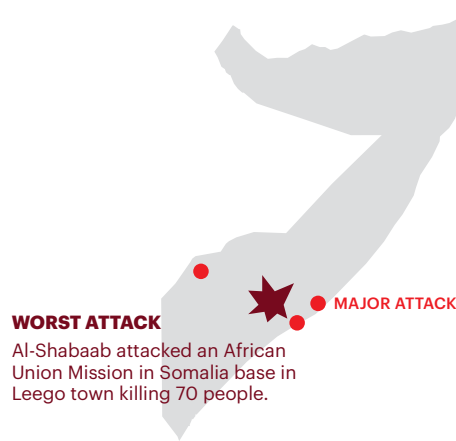 MAJOR ATTACK
WORST ATTACK
Al-Shabaab attacked an African
Union Mission in Somalia base in
Leego town killing 70 people.